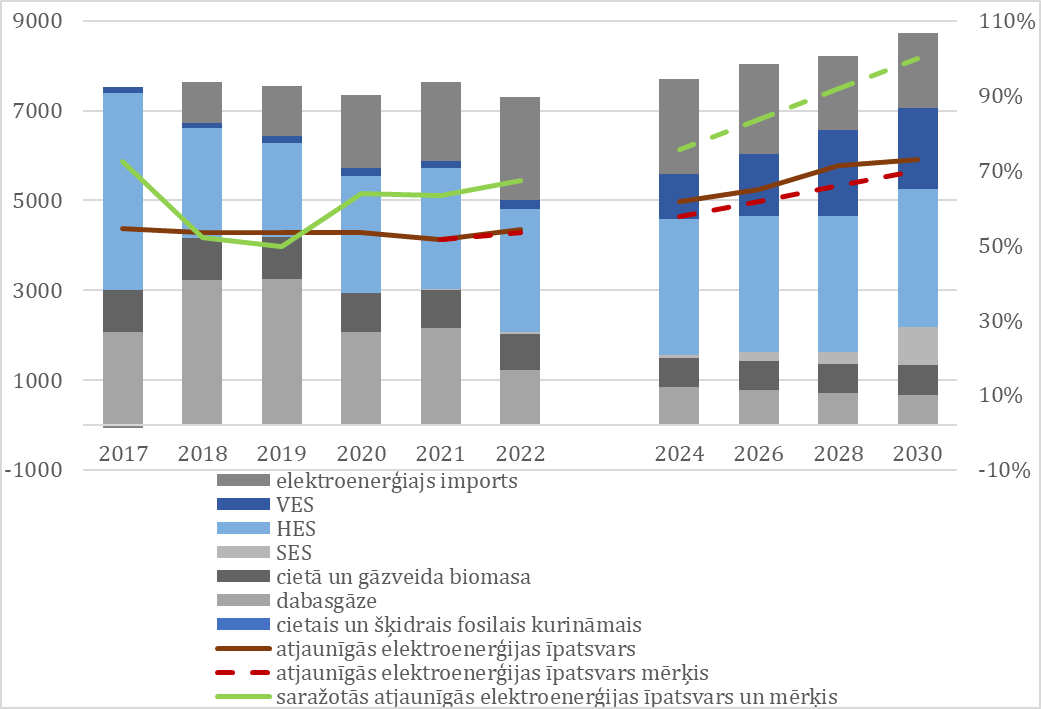 9000 110%
90%
7000
70%
5000
50%
3000
30%
1000
10%
2017 2018 2019 2020 2021 2022 2024 2026 2028 2030
-1000 -10%
elektroenerģiajs imports
VES
HES
SES
cietā un gāzveida biomasa
dabasgāze
cietais un šķidrais fosilais kurināmais
atjaunīgās elektroenerģijas īpatsvars
atjaunīgās elektroenerģijas īpatsvars mērķis
saražotās atjaunīgās elektroenerģijas īpatsvars un mērķis